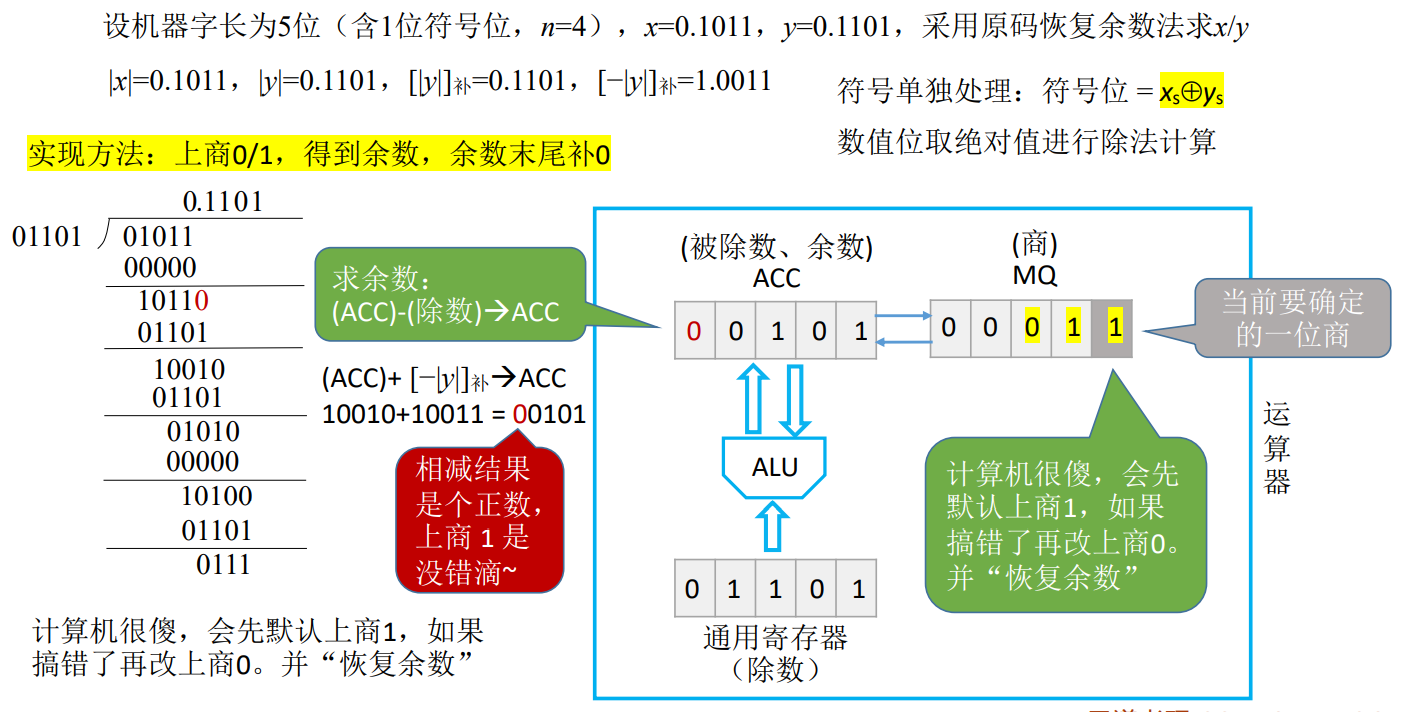 设机器字长为5位（含1位符号位，n=4），x=0.1011，y=0.1101，采用原码恢复余数法求x/y
|x|=0.1011，|y|=0.1101，[|y|]补=0.1101，[−|y|]补=1.0011
符号单独处理：符号位 = xs⊕ys
数值位取绝对值进行除法计算
实现方法：上商0/1，得到余数，余数末尾补0
0.1101
01101
01011
00000
10110
01101
10010
01101
01010
00000
10100
01101
0111
求余数：
(ACC)-(除数)→ACC
(ACC)+ [−|y|]补→ACC
10010+10011 = 00101
相减结果
是个正数，
上商 1 是
没错滴~
计算机很傻，会先默认上商1，如果
搞错了再改上商0。并“恢复余数”
(被除数、余数)
ACC
0 0 1 0 1
(商)
MQ
0 0 0 1 1
当前要确定
的一位商
ALU
0 1 1 0 1
通用寄存器
（除数）
计算机很傻，会先
默认上商1，如果
搞错了再改上商0。
并“恢复余数”
运
算
器